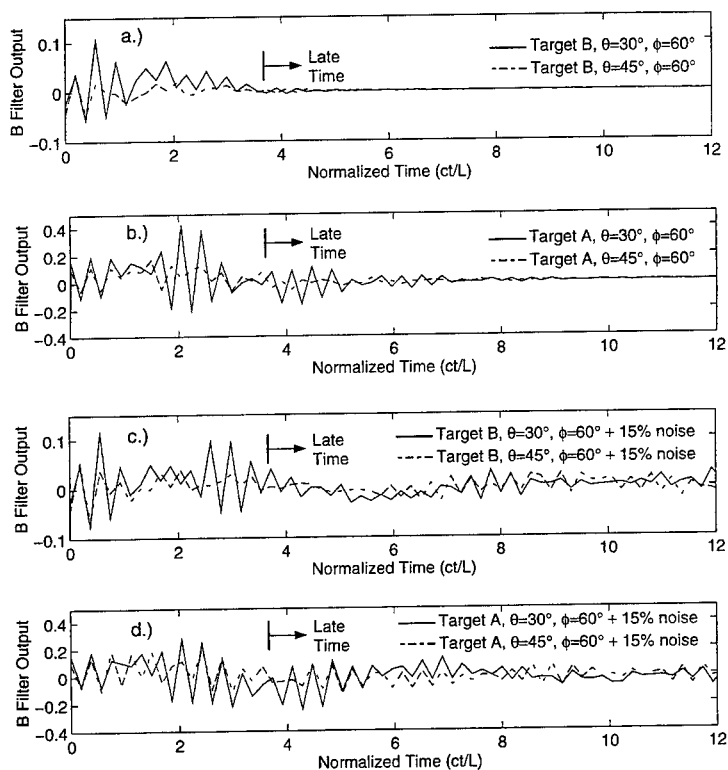 a.)
Late
Time
Target B, θ=30°, ϕ=60°
Target B, θ=45°, ϕ=60°
B Filter Output
0.1
0
−0.1
0 2 4 6 8 10 12
Normalized Time (ct/L)
b.)
Late
Time
Target A, θ=30°, ϕ=60°
Target A, θ=45°, ϕ=60°
B Filter Output
0.4
0.2
0
−0.2
−0.4
0 2 4 6 8 10 12
Normalized Time (ct/L)
c.)
Late
Time
Target B, θ=30°, ϕ=60° + 15% noise
Target B, θ=45°, ϕ=60° + 15% noise
B Filter Output
0.1
0
−0.1
0 2 4 6 8 10 12
Normalized Time (ct/L)
d.)
Late
Time
Target A, θ=30°, ϕ=60° + 15% noise
Target A, θ=45°, ϕ=60° + 15% noise
B Filter Output
0.4
0.2
0
−0.2
−0.4
0 2 4 6 8 10 12
Normalized Time (ct/L)